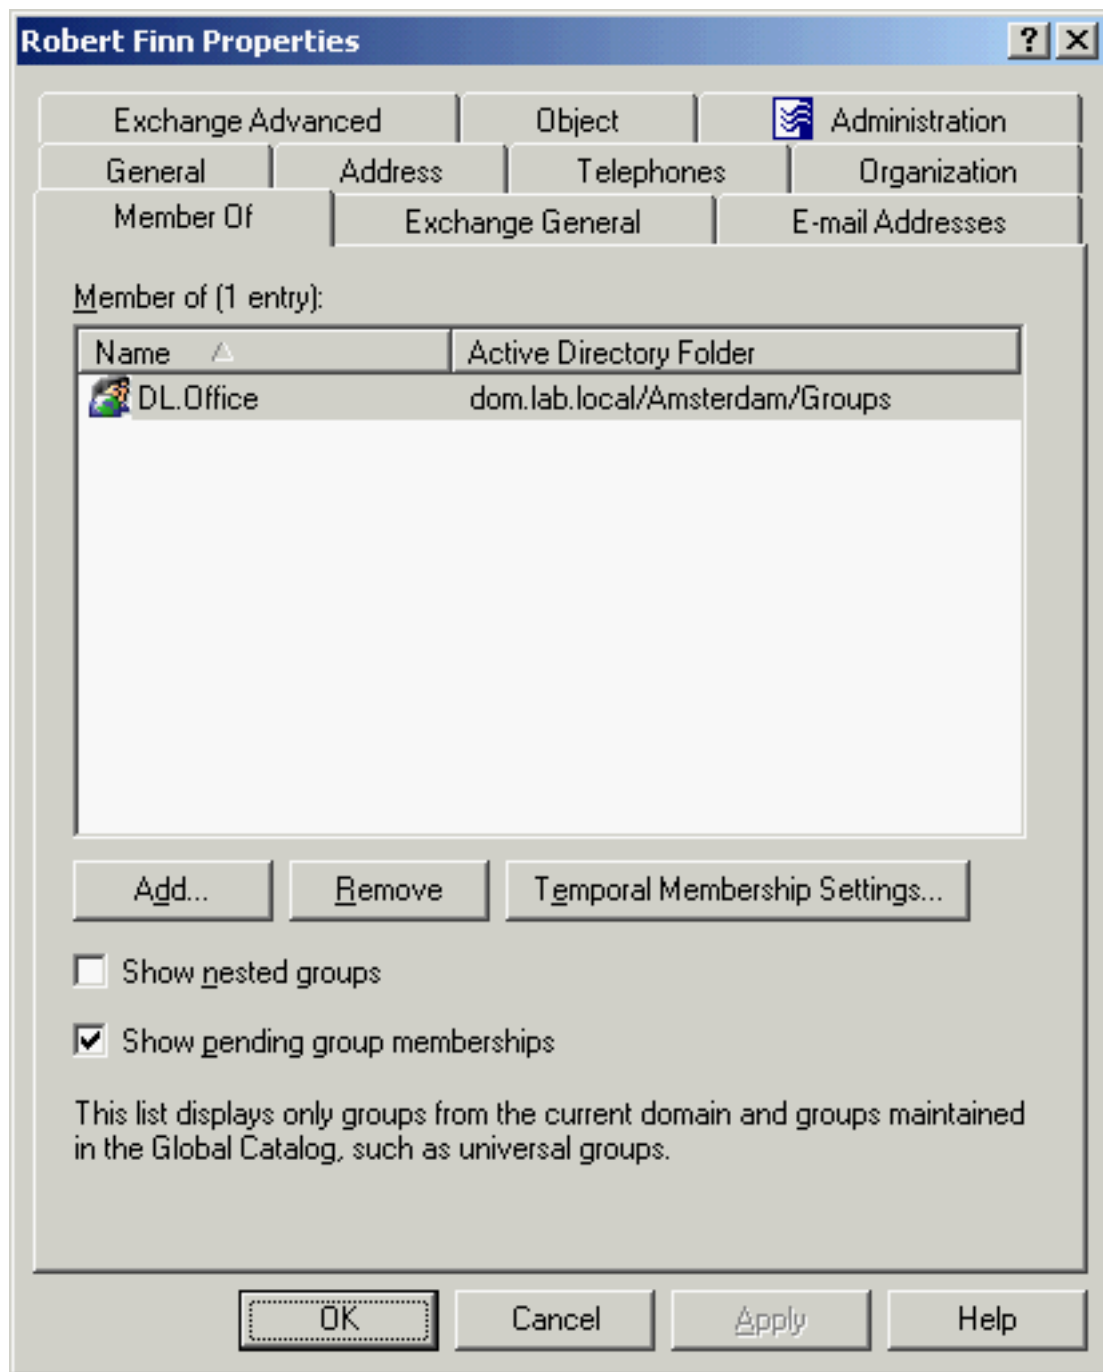 Robert Finn Properties
Exchange Advanced Object Administration
General Address Telephones Organization
Member Of Exchange General E-mail Addresses
Member of (1 entry):
Name Active Directory Folder
DL.Office dom.lab.local/Amsterdam/Groups
Add... Remove Temporal Membership Settings...
Show nested groups
Show pending group memberships
This list displays only groups from the current domain and groups maintained
in the Global Catalog, such as universal groups.
OK Cancel Apply Help